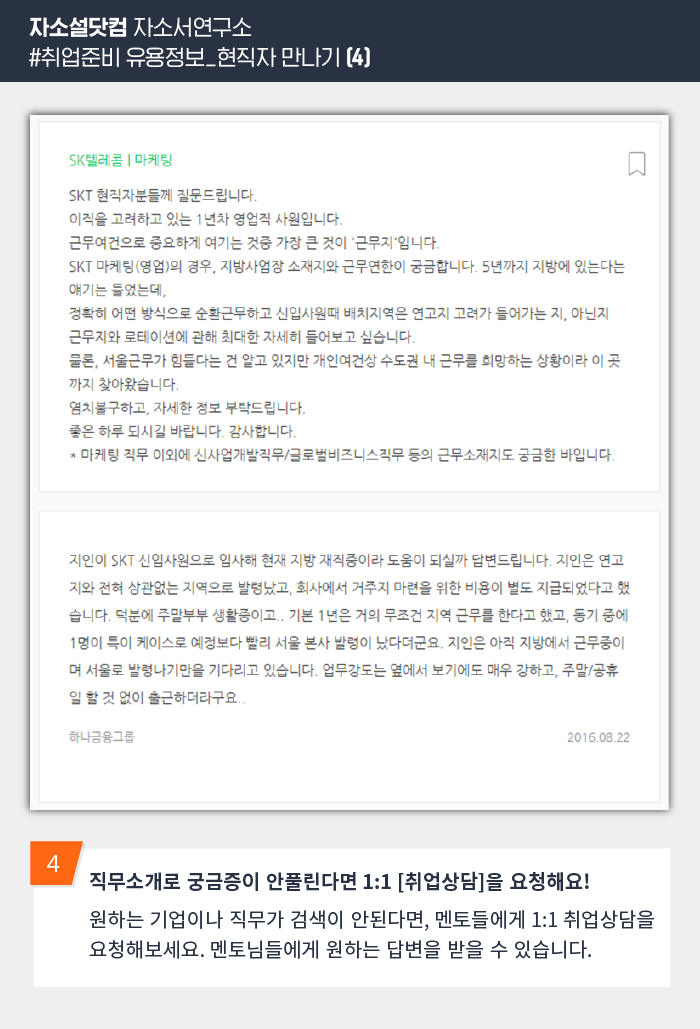 자소설닷컴 자소서연구소
#취업준비 유용정보_현직자 만나기 (4)
SK텔레콤 | 마케팅
SKT 현직자분들께 질문드립니다.
이직을 고려하고 있는 1년차 영업직 사원입니다.
근무여건으로 중요하게 여기는 것중 가장 큰 것이 '근무지'입니다.
SKT 마케팅(영업)의 경우, 지방사업장 소재지와 근무연한이 궁금합니다. 5년까지 지방에 있는다는
얘기는 들었는데,
정확히 어떤 방식으로 순환근무하고 신입사원때 배치지역은 연고지 고려가 들어가는 지, 아닌지
근무지와 로테이션에 관해 최대한 자세히 들어보고 싶습니다.
물론, 서울근무가 힘들다는 건 알고 있지만 개인여건상 수도권 내 근무를 희망하는 상황이라 이 곳
까지 찾아왔습니다.
염치불구하고, 자세한 정보 부탁드립니다.
좋은 하루 되시길 바랍니다. 감사합니다.
* 마케팅 직무 이외에 신사업개발직무/글로벌비즈니스직무 등의 근무소재지도 궁금한 바입니다.
지인이 SKT 신입사원으로 입사해 현재 지방 재직중이라 도움이 되실까 답변드립니다. 지인은 연고
지와 전혀 상관없는 지역으로 발령났고, 회사에서 거주지 마련을 위한 비용이 별도 지급되었다고 했
습니다. 덕분에 주말부부 생활중이고.. 기본 1년은 거의 무조건 지역 근무를 한다고 했고, 동기 중에
1명이 특이 케이스로 예정보다 빨리 서울 본사 발령이 났다더군요. 지인은 아직 지방에서 근무중이
며 서울로 발령나기만을 기다리고 있습니다. 업무강도는 옆에서 보기에도 매우 강하고, 주말/공휴
일 할 것 없이 출근하더라구요..
하나금융그룹
2016.08.22
4
직무소개로 궁금증이 안풀린다면 1:1 [취업상담]을 요청해요!
원하는 기업이나 직무가 검색이 안된다면, 멘토들에게 1:1 취업상담을
요청해보세요. 멘토님들에게 원하는 답변을 받을 수 있습니다.